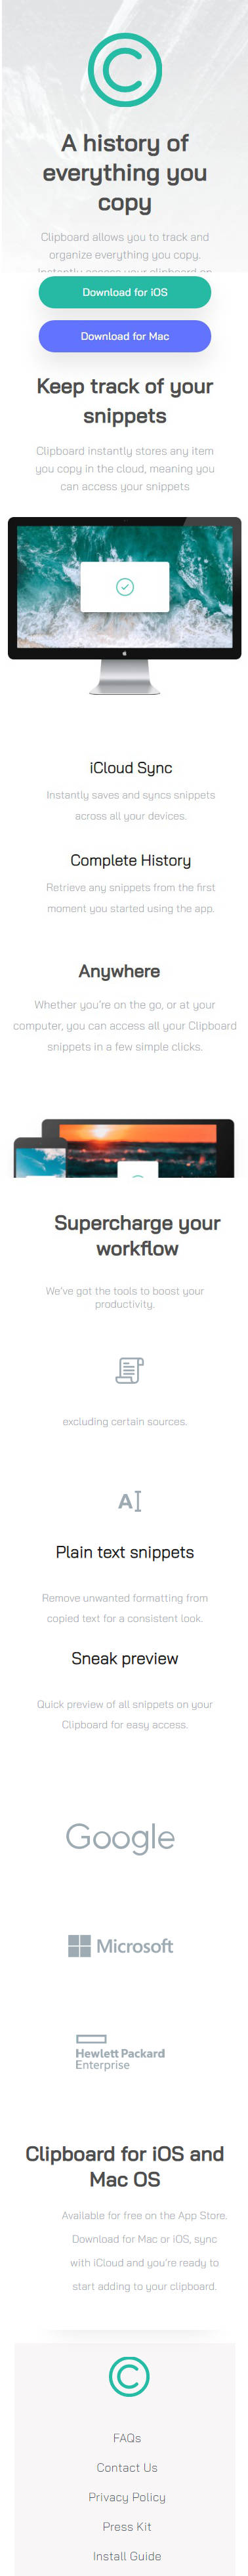 A history of
everything you
copy
Clipboard allows you to track and
organize everything you copy.
Instantly access your clipboard on
Download for iOS
Download for Mac
Keep track of your
snippets
Clipboard instantly stores any item
you copy in the cloud, meaning you
can access your snippets
iCloud Sync
Instantly saves and syncs snippets
across all your devices.
Complete History
Retrieve any snippets from the first
moment you started using the app.
Anywhere
Whether you're on the go, or at your
computer, you can access all your Clipboard
snippets in a few simple clicks.
Supercharge your
workflow
We've got the tools to boost your
productivity.
excluding certain sources.
A
Plain text snippets
Remove unwanted formatting from
copied text for a consistent look.
Sneak preview
Quick preview of all snippets on your
Clipboard for easy access.
Google
Microsoft
Hewlett Packard
Enterprise
Clipboard for iOS and
Mac OS
Available for free on the App Store.
Download for Mac or iOS, sync
with iCloud and you're ready to
start adding to your clipboard.
FAQs
Contact Us
Privacy Policy
Press Kit
Install Guide